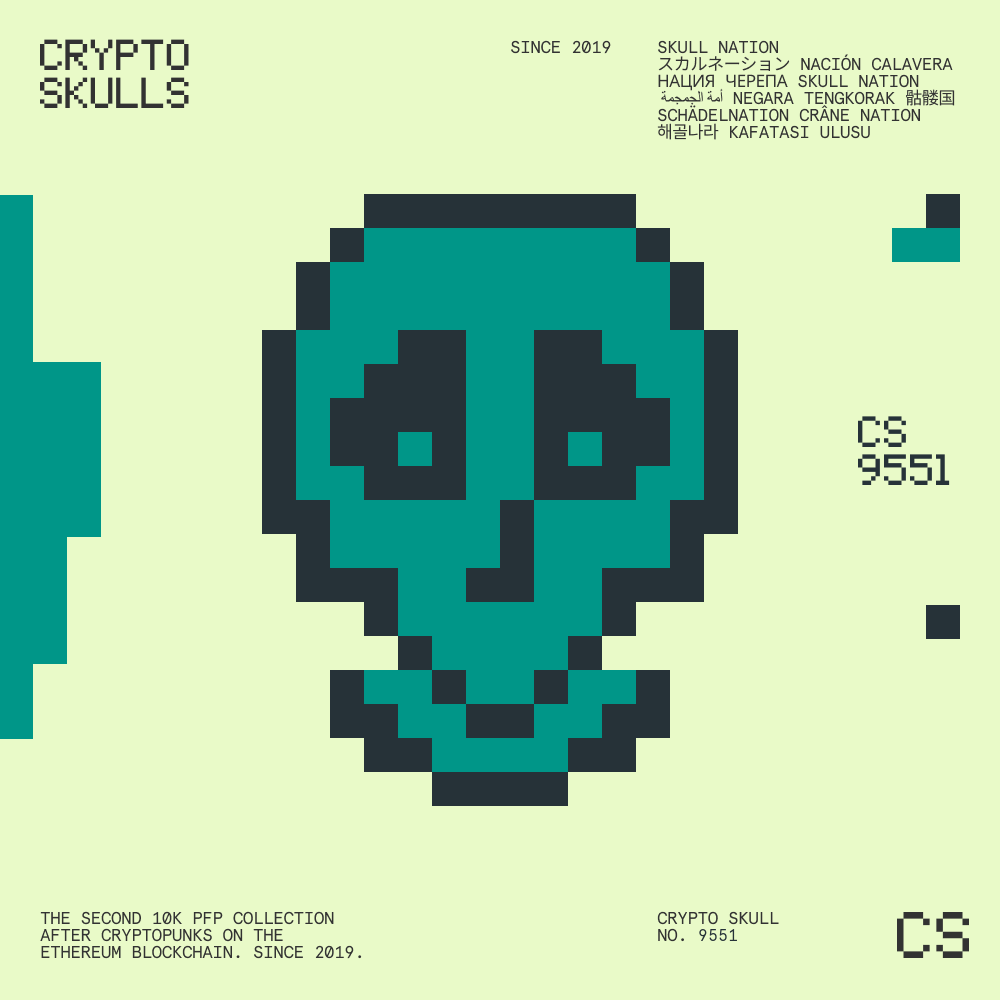 CRYPTO
SKULLS
SINCE 2019
SKULL NATION
スカルネーション NACIÓN CALAVERA
НАЦИЯ ЧЕРЕПА SKULL NATION
أمة الجمجمة NEGARA TENGKORAK 骷髅国
SCHÄDELNATION CRÂNE NATION
해골나라 KAFATASI ULUSU
CS
9551
THE SECOND 10K PFP COLLECTION
AFTER CRYPTOPUNKS ON THE
ETHEREUM BLOCKCHAIN. SINCE 2019.
CRYPTO SKULL
NO. 9551
CS